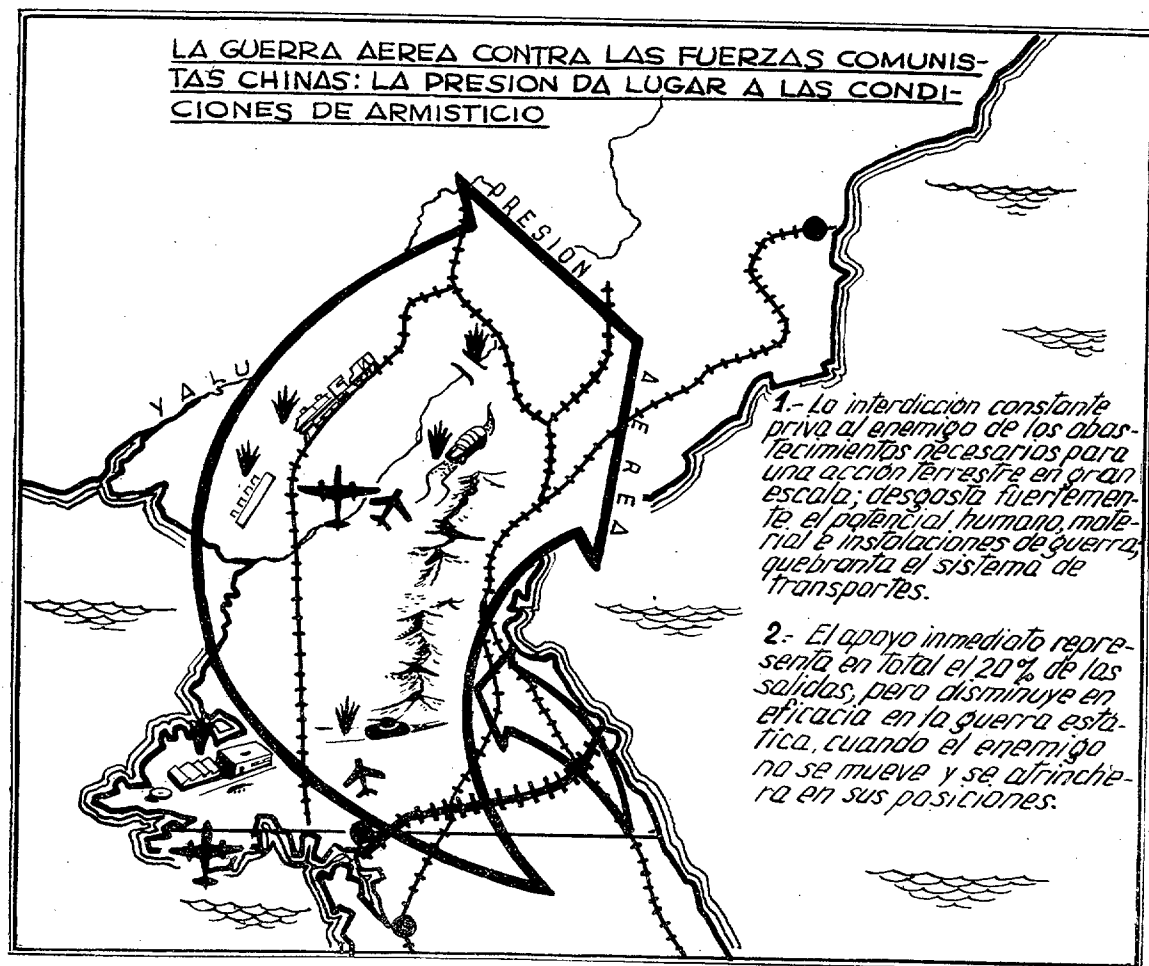 LA GUERRA AEREA CONTRA LAS FUERZAS COMUNIS-
TAS CHINAS: LA PRESION DA LUGAR A LAS CONDI-
CIONES DE ARMISTICIO
PRESION
AEREA
YALU
1.- La interdicción constante
priva al enemigo de los abas-
tecimientos necesarios para
una acción terrestre en gran
escala; desgasta fuertemen-
te el potencial humano, mate-
rial e instalaciones de guerra;
quebranta el sistema de
transportes.
2.- El apoyo inmediato repre-
senta en total el 20% de las
salidas, pero disminuye en
eficacia en la guerra está-
tica, cuando el enemigo
no se mueve y se atrinche-
ra en sus posiciones.